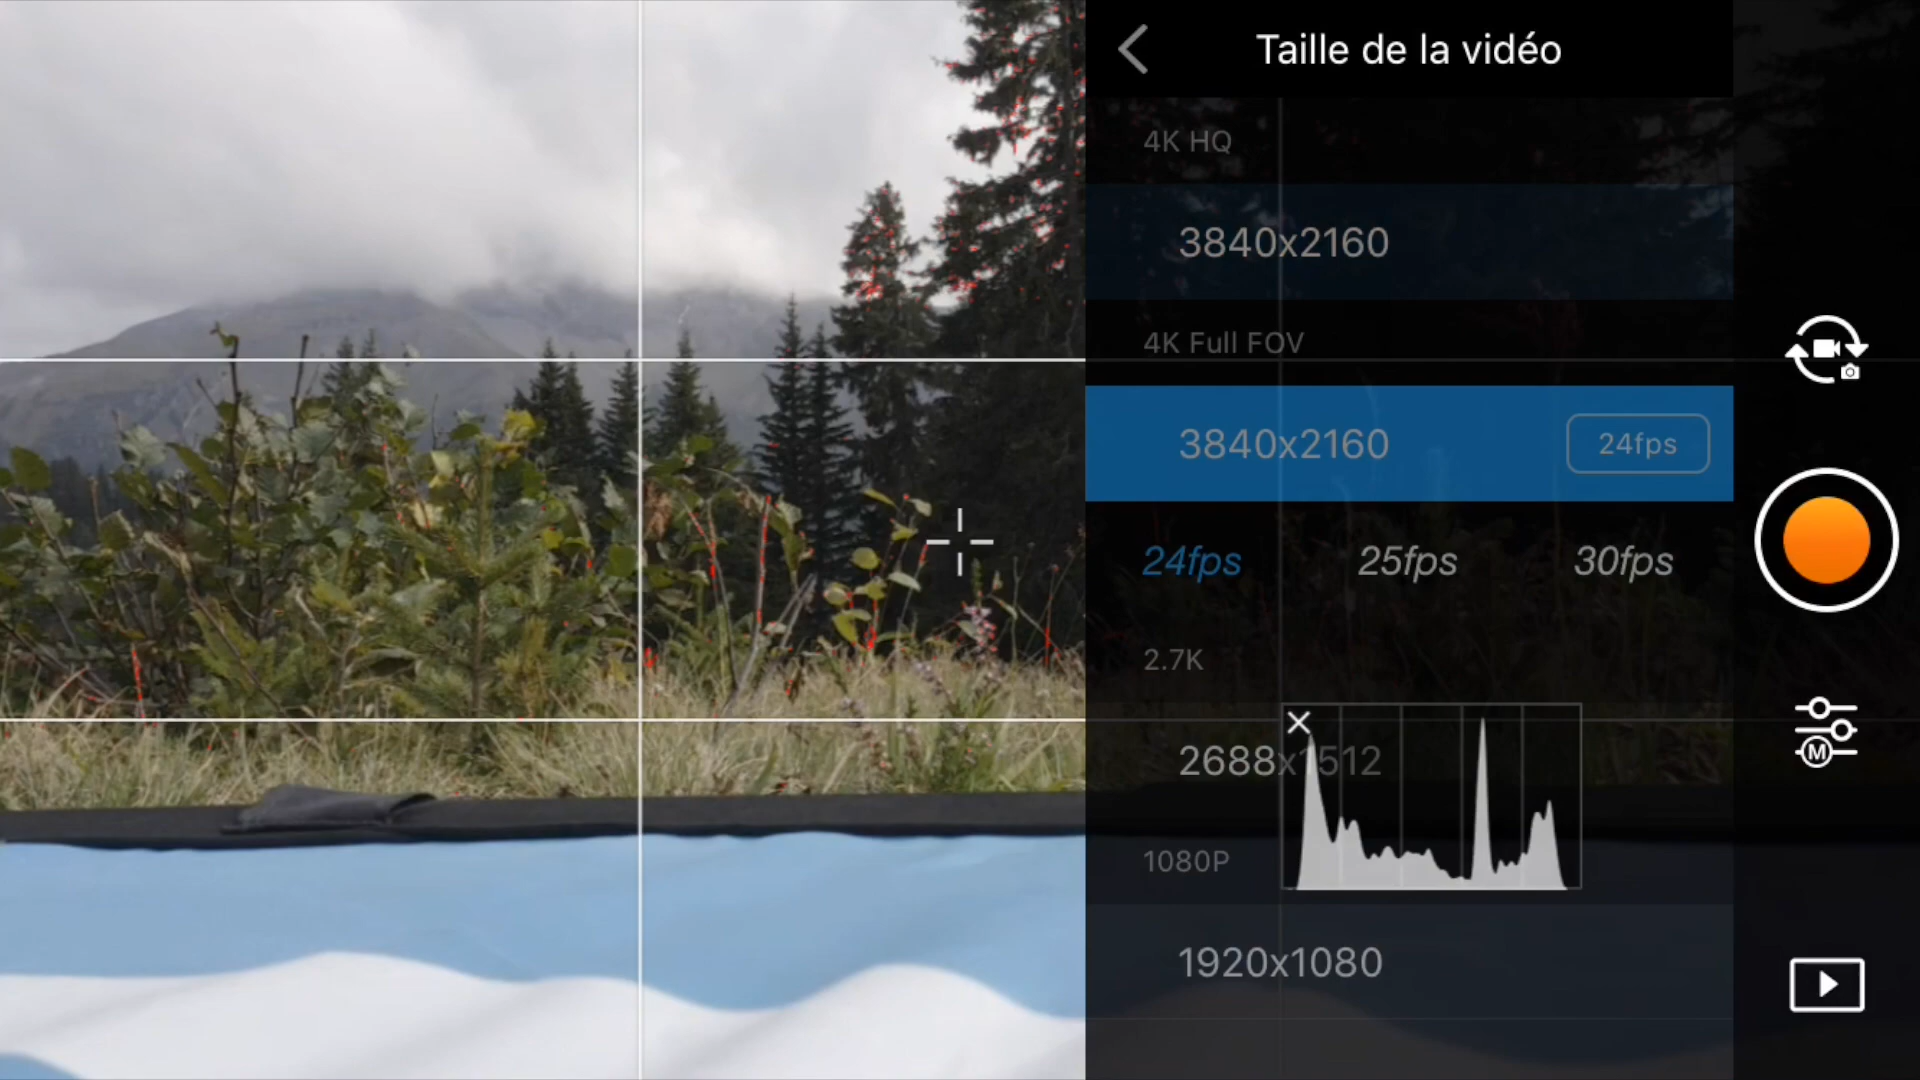 Taille de la vidéo
4K HQ
3840x2160
4K Full FOV
3840x2160 24fps
24fps 25fps 30fps
2.7K
2688x1512
1080P
1920x1080
M